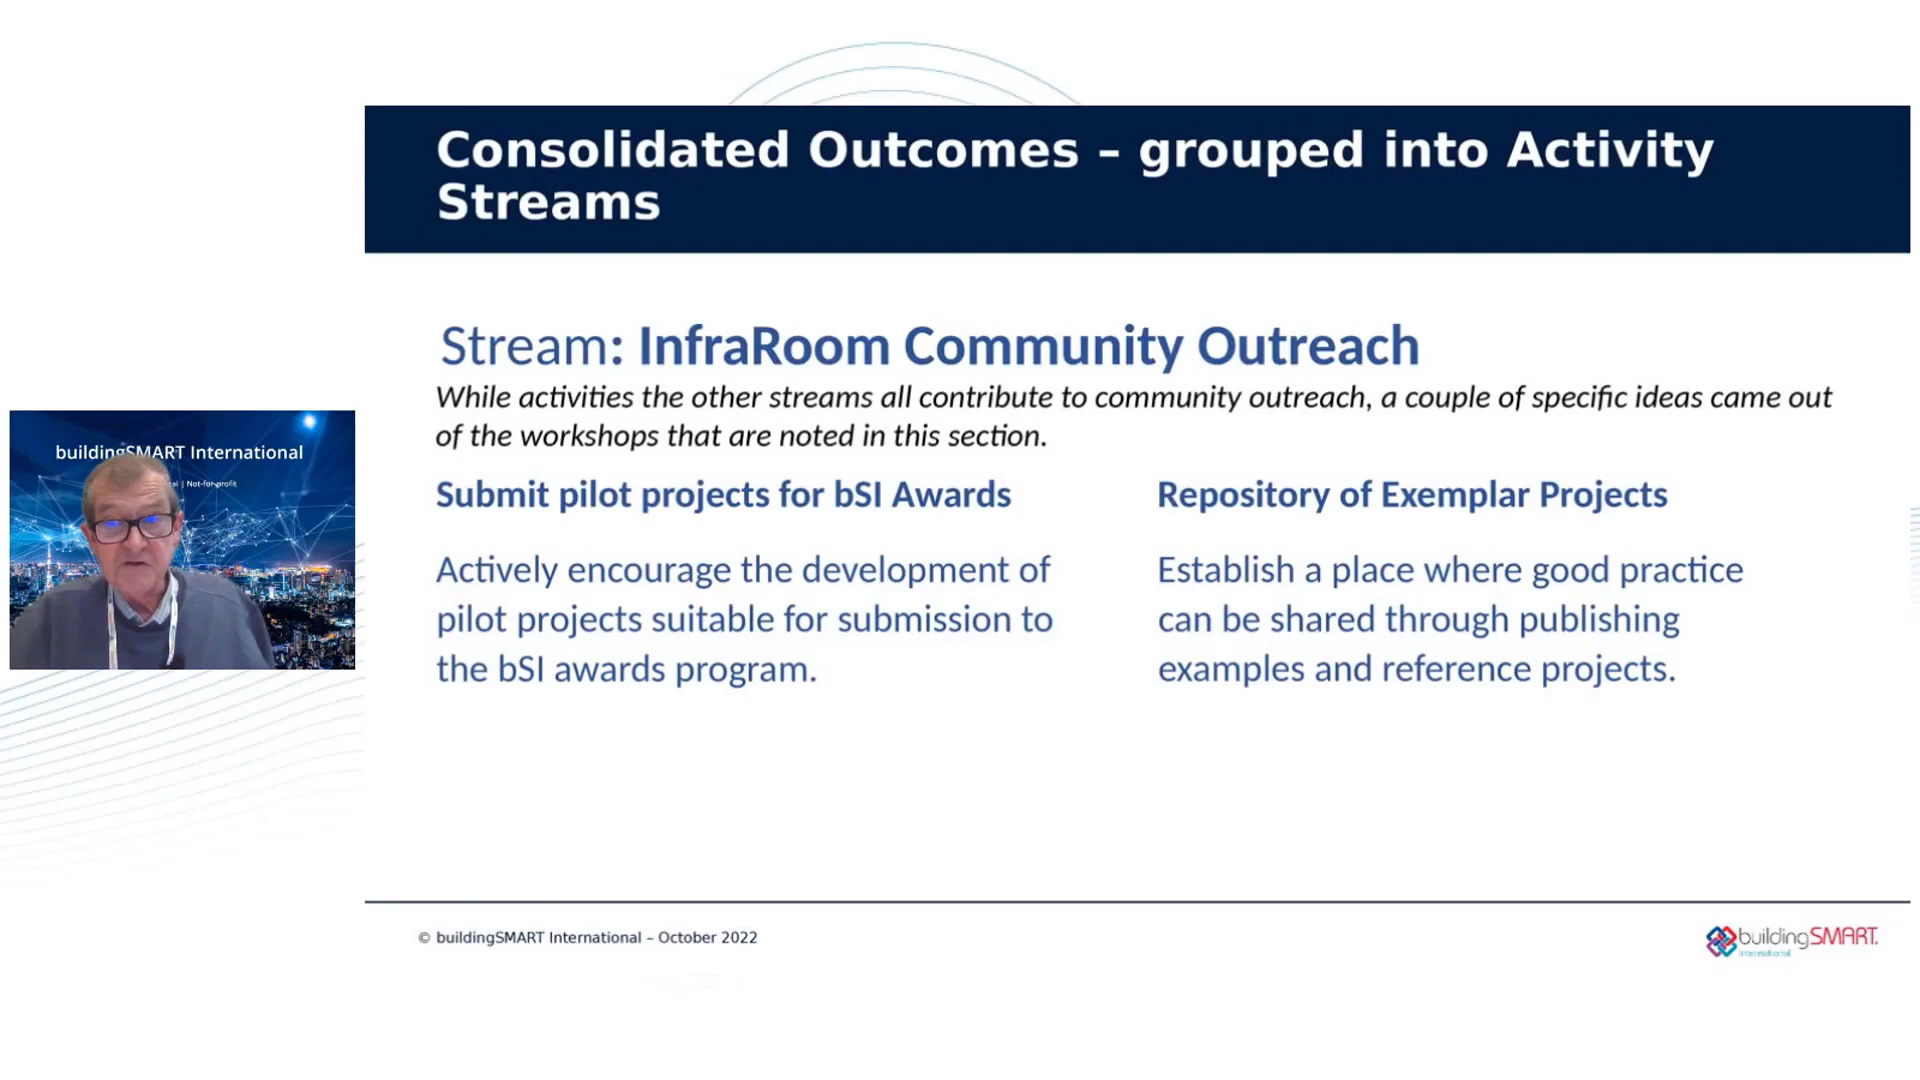 Consolidated Outcomes – grouped into Activity
Streams
Stream: InfraRoom Community Outreach
While activities the other streams all contribute to community outreach, a couple of specific ideas came out
of the workshops that are noted in this section.
Submit pilot projects for bSI Awards
Actively encourage the development of
pilot projects suitable for submission to
the bSI awards program.
Repository of Exemplar Projects
Establish a place where good practice
can be shared through publishing
examples and reference projects.
buildingSMART International
| Not-for-profit
© buildingSMART International – October 2022
buildingSMART.
International